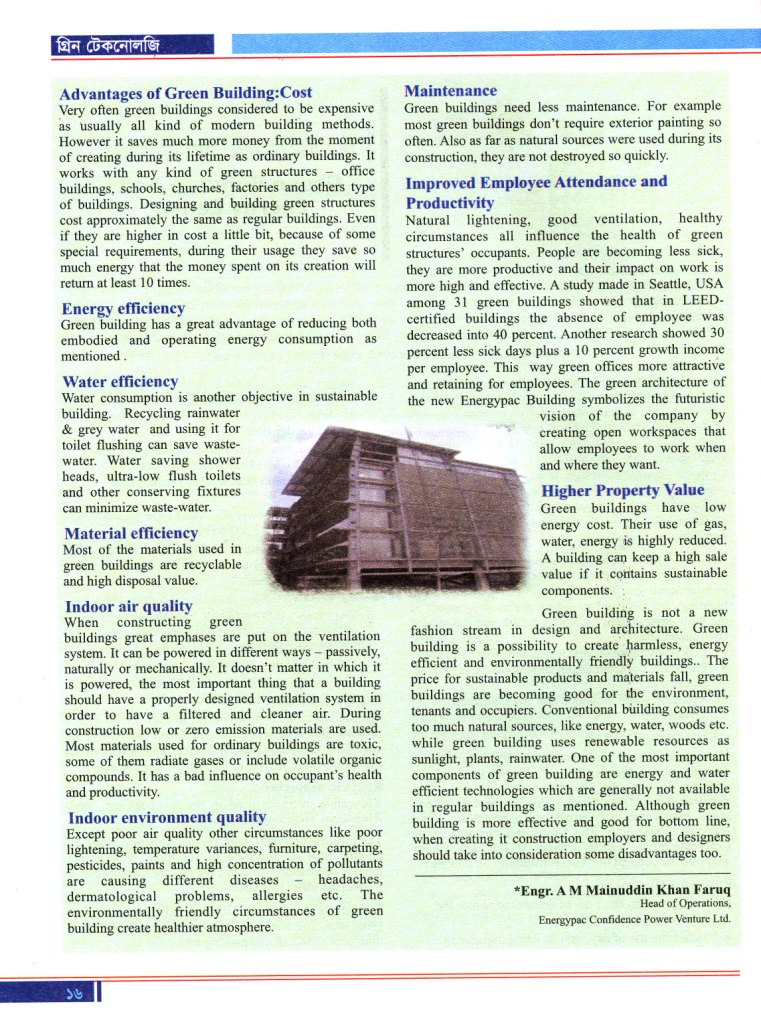 গ্রিন টেকনোলজি
Advantages of Green Building:Cost
Very often green buildings considered to be expensive
as usually all kind of modern building methods.
However it saves much more money from the moment
of creating during its lifetime as ordinary buildings. It
works with any kind of green structures – office
buildings, schools, churches, factories and others type
of buildings. Designing and building green structures
cost approximately the same as regular buildings. Even
if they are higher in cost a little bit, because of some
special requirements, during their usage they save so
much energy that the money spent on its creation will
return at least 10 times.
Energy efficiency
Green building has a great advantage of reducing both
embodied and operating energy consumption as
mentioned .
Water efficiency
Water consumption is another objective in sustainable
building. Recycling rainwater
& grey water and using it for
toilet flushing can save waste-
water. Water saving shower
heads, ultra-low flush toilets
and other conserving fixtures
can minimize waste-water.
Material efficiency
Most of the materials used in
green buildings are recyclable
and high disposal value.
Indoor air quality
When constructing green
buildings great emphases are put on the ventilation
system. It can be powered in different ways – passively,
naturally or mechanically. It doesn't matter in which it
is powered, the most important thing that a building
should have a properly designed ventilation system in
order to have a filtered and cleaner air. During
construction low or zero emission materials are used.
Most materials used for ordinary buildings are toxic,
some of them radiate gases or include volatile organic
compounds. It has a bad influence on occupant's health
and productivity.
Indoor environment quality
Except poor air quality other circumstances like poor
lightening, temperature variances, furniture, carpeting,
pesticides, paints and high concentration of pollutants
are causing different diseases – headaches,
dermatological problems, allergies etc. The
environmentally friendly circumstances of green
building create healthier atmosphere.
Maintenance
Green buildings need less maintenance. For example
most green buildings don't require exterior painting so
often. Also as far as natural sources were used during its
construction, they are not destroyed so quickly.
Improved Employee Attendance and
Productivity
Natural lightening, good ventilation, healthy
circumstances all influence the health of green
structures' occupants. People are becoming less sick,
they are more productive and their impact on work is
more high and effective. A study made in Seattle, USA
among 31 green buildings showed that in LEED-
certified buildings the absence of employee was
decreased into 40 percent. Another research showed 30
percent less sick days plus a 10 percent growth income
per employee. This way green offices more attractive
and retaining for employees. The green architecture of
the new Energypac Building symbolizes the futuristic
vision of the company by
creating open workspaces that
allow employees to work when
and where they want.
Higher Property Value
Green buildings have low
energy cost. Their use of gas,
water, energy is highly reduced.
A building can keep a high sale
value if it contains sustainable
components.
Green building is not a new
fashion stream in design and architecture. Green
building is a possibility to create harmless, energy
efficient and environmentally friendly buildings.. The
price for sustainable products and materials fall, green
buildings are becoming good for the environment,
tenants and occupiers. Conventional building consumes
too much natural sources, like energy, water, woods etc.
while green building uses renewable resources as
sunlight, plants, rainwater. One of the most important
components of green building are energy and water
efficient technologies which are generally not available
in regular buildings as mentioned. Although green
building is more effective and good for bottom line,
when creating it construction employers and designers
should take into consideration some disadvantages too.
*Engr. A M Mainuddin Khan Faruq
Head of Operations,
Energypac Confidence Power Venture Ltd.
১৬